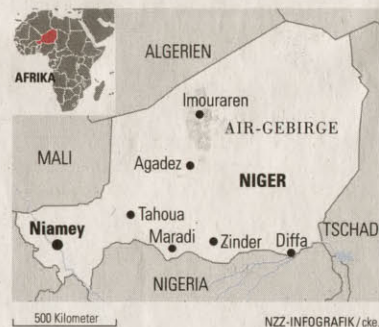 AFRIKA
ALGERIEN
Imouraren
AIR-GEBIRGE
MALI
Agadez
NIGER
Tahoua
Niamey
Maradi
Zinder
Diffa
TSCHAD
NIGERIA
500 Kilometer
NZZ-INFOGRAFIK/cke.